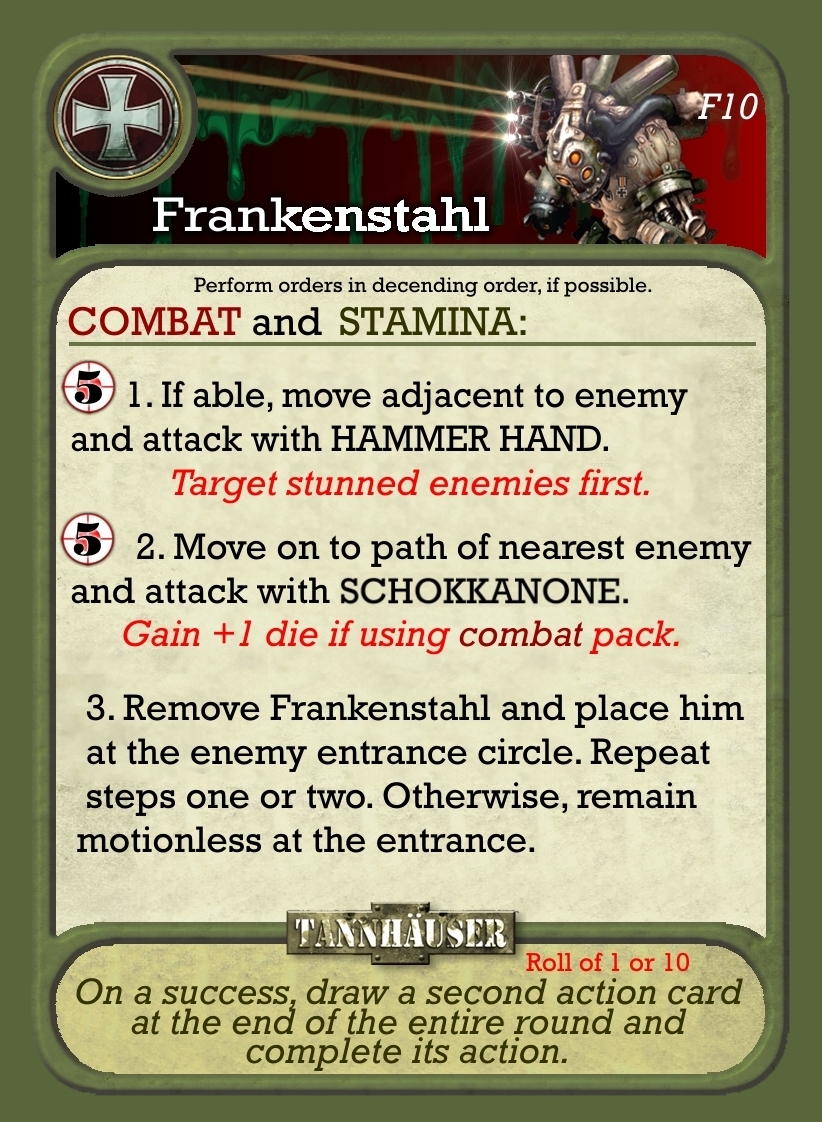 F10
Frankenstahl
Perform orders in decending order, if possible.
COMBAT and STAMINA:
5 1. If able, move adjacent to enemy
and attack with HAMMER HAND.
Target stunned enemies first.
5 2. Move on to path of nearest enemy
and attack with SCHOKKANONE.
Gain +1 die if using combat pack.
3. Remove Frankenstahl and place him
at the enemy entrance circle. Repeat
steps one or two. Otherwise, remain
motionless at the entrance.
TANNHÄUSER
Roll of 1 or 10
On a success, draw a second action card
at the end of the entire round and
complete its action.